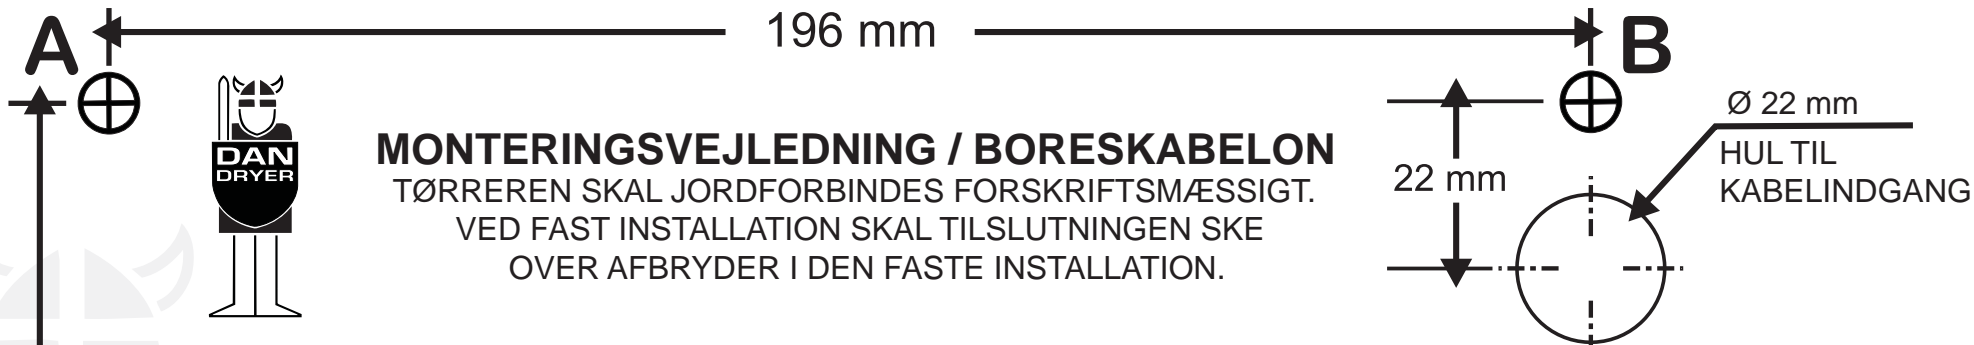 A
196 mm
B
DAN
DRYER
MONTERINGSVEJLEDNING / BORESKABELON
TØRREREN SKAL JORDFORBINDES FORSKRIFTSMÆSSIGT.
VED FAST INSTALLATION SKAL TILSLUTNINGEN SKE
OVER AFBRYDER I DEN FASTE INSTALLATION.
22 mm
Ø 22 mm
HUL TIL
KABELINDGANG